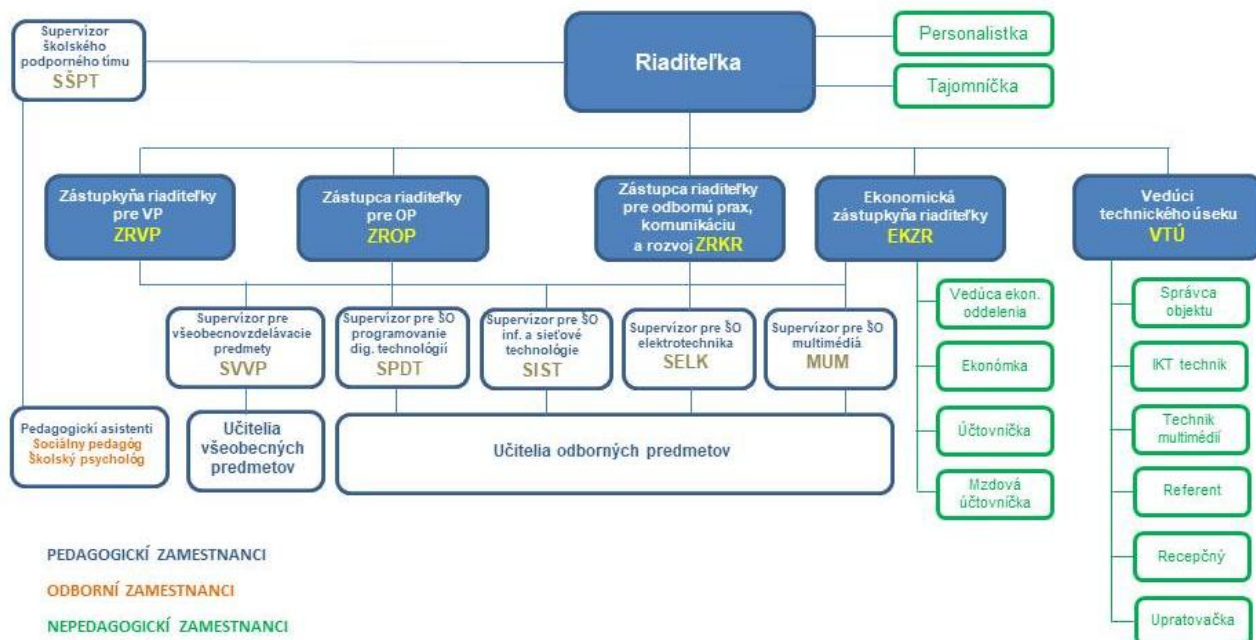 Supervízor
školského
podporného tímu
SŠPT
Riaditeľka
Personalistka
Tajomníčka
Zástupkyňa riaditeľky
pre VP
ZRVP
Zástupca riaditeľky
pre OP
ZROP
Zástupca riaditeľky
pre odbornú prax,
komunikáciu
a rozvoj ZRKR
Ekonomická
zástupkyňa riaditeľky
EKZR
Vedúci
technického úseku
VTÚ
Supervízor pre
všeobecnovzdelávacie
predmety
SVVP
Supervízor pre ŠO
programovanie
dig. technológií
SPDT
Supervízor pre ŠO
inf. a sieťové
technológie
SIST
Supervízor pre ŠO
elektrotechnika
SELK
Supervízor pre ŠO
multimédiá
MUM
Vedúca ekon.
oddelenia
Ekonómka
Účtovníčka
Mzdová
účtovníčka
Správca
objektu
IKT technik
Technik
multimédií
Referent
Recepčný
Upratovačka
Pedagogickí asistenti
Sociálny pedagóg
Školský psychológ
Učitelia
všeobecných
predmetov
Učitelia odborných predmetov
PEDAGOGICKÍ ZAMESTNANCI
ODBORNÍ ZAMESTNANCI
NEPEDAGOGICKÍ ZAMESTNANCI